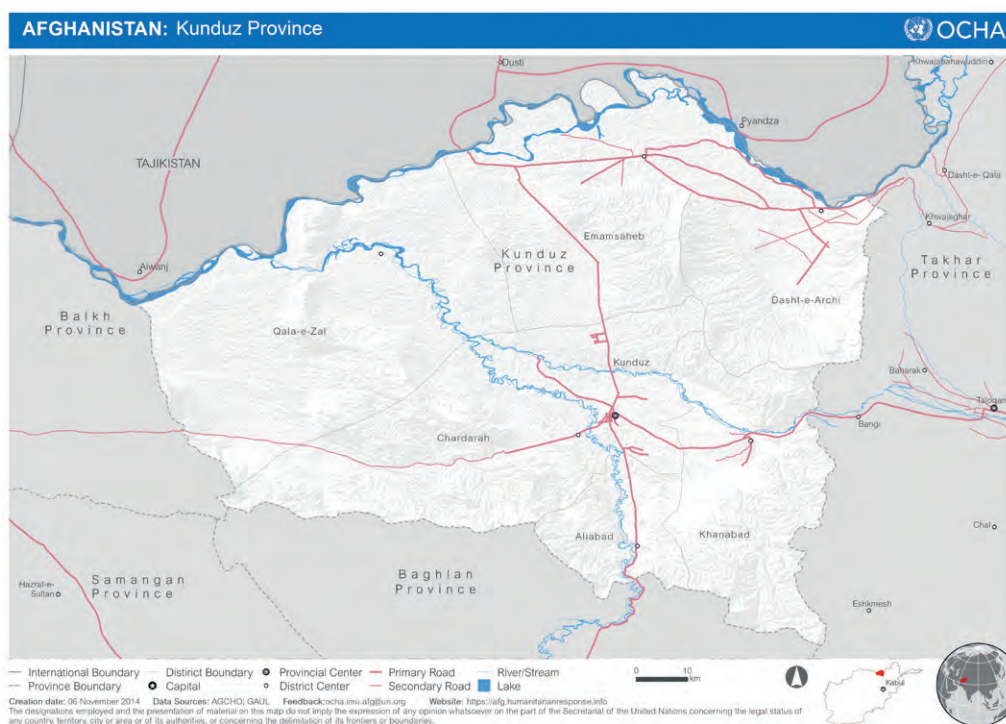 AFGHANISTAN: Kunduz Province
OCHA
Dusti
Khwajabahawuddin
Pyandza
TAJIKISTAN
Dasht-e- Qala
Khwajaghar
Emamsaheb
Kunduz
Province
Takhar
Province
Aiwanj
Dasht-e-Archi
Balkh
Province
Qala-e-Zal
Kunduz
Baharak
Taloqan
Bangi
Chardarah
Chal
Aliabad
Khanabad
Samangan
Province
Baghlan
Province
Hazrat-e-
Sultan
Eshkmesh
International Boundary District Boundary Provincial Center Primary Road River/Stream
Province Boundary Capital District Center Secondary Road Lake
0 10
km
Kabul
Creation date: 06 November 2014 Data Sources: AGCHO; GAUL Feedback:ocha.imu.afg@un.org Website: https://afg.humanitarianresponse.info
The designations employed and the presentation of material on this map do not imply the expression of any opinion whatsoever on the part of the Secretariat of the United Nations concerning the legal status of
any country, territory, city or area or of its authorities, or concerning the delimitation of its frontiers or boundaries.